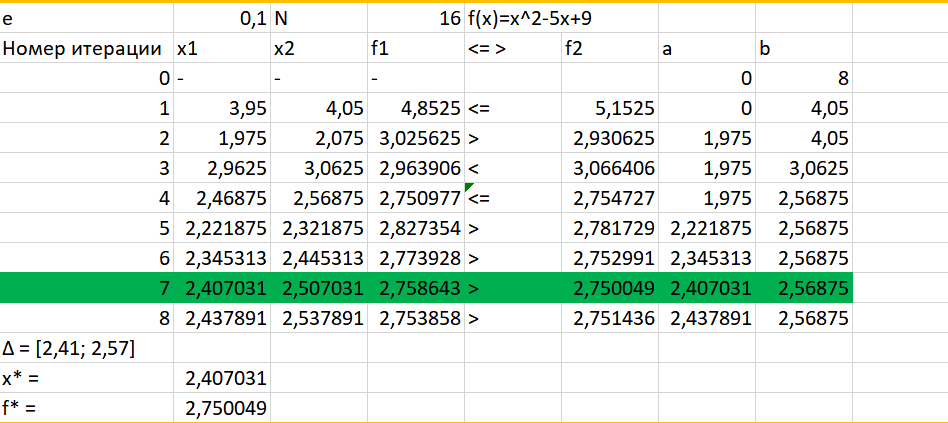 e 0,1 N 16 f(x)=x^2-5x+9
Номер итерации x1 x2 f1 <= > f2 a b
0 - - - 0 8
1 3,95 4,05 4,8525 <= 5,1525 0 4,05
2 1,975 2,075 3,025625 > 2,930625 1,975 4,05
3 2,9625 3,0625 2,963906 < 3,066406 1,975 3,0625
4 2,46875 2,56875 2,750977 <= 2,754727 1,975 2,56875
5 2,221875 2,321875 2,827354 > 2,781729 2,221875 2,56875
6 2,345313 2,445313 2,773928 > 2,752991 2,345313 2,56875
7 2,407031 2,507031 2,758643 > 2,750049 2,407031 2,56875
8 2,437891 2,537891 2,753858 > 2,751436 2,437891 2,56875
Δ = [2,41; 2,57]
x* = 2,407031
f* = 2,750049